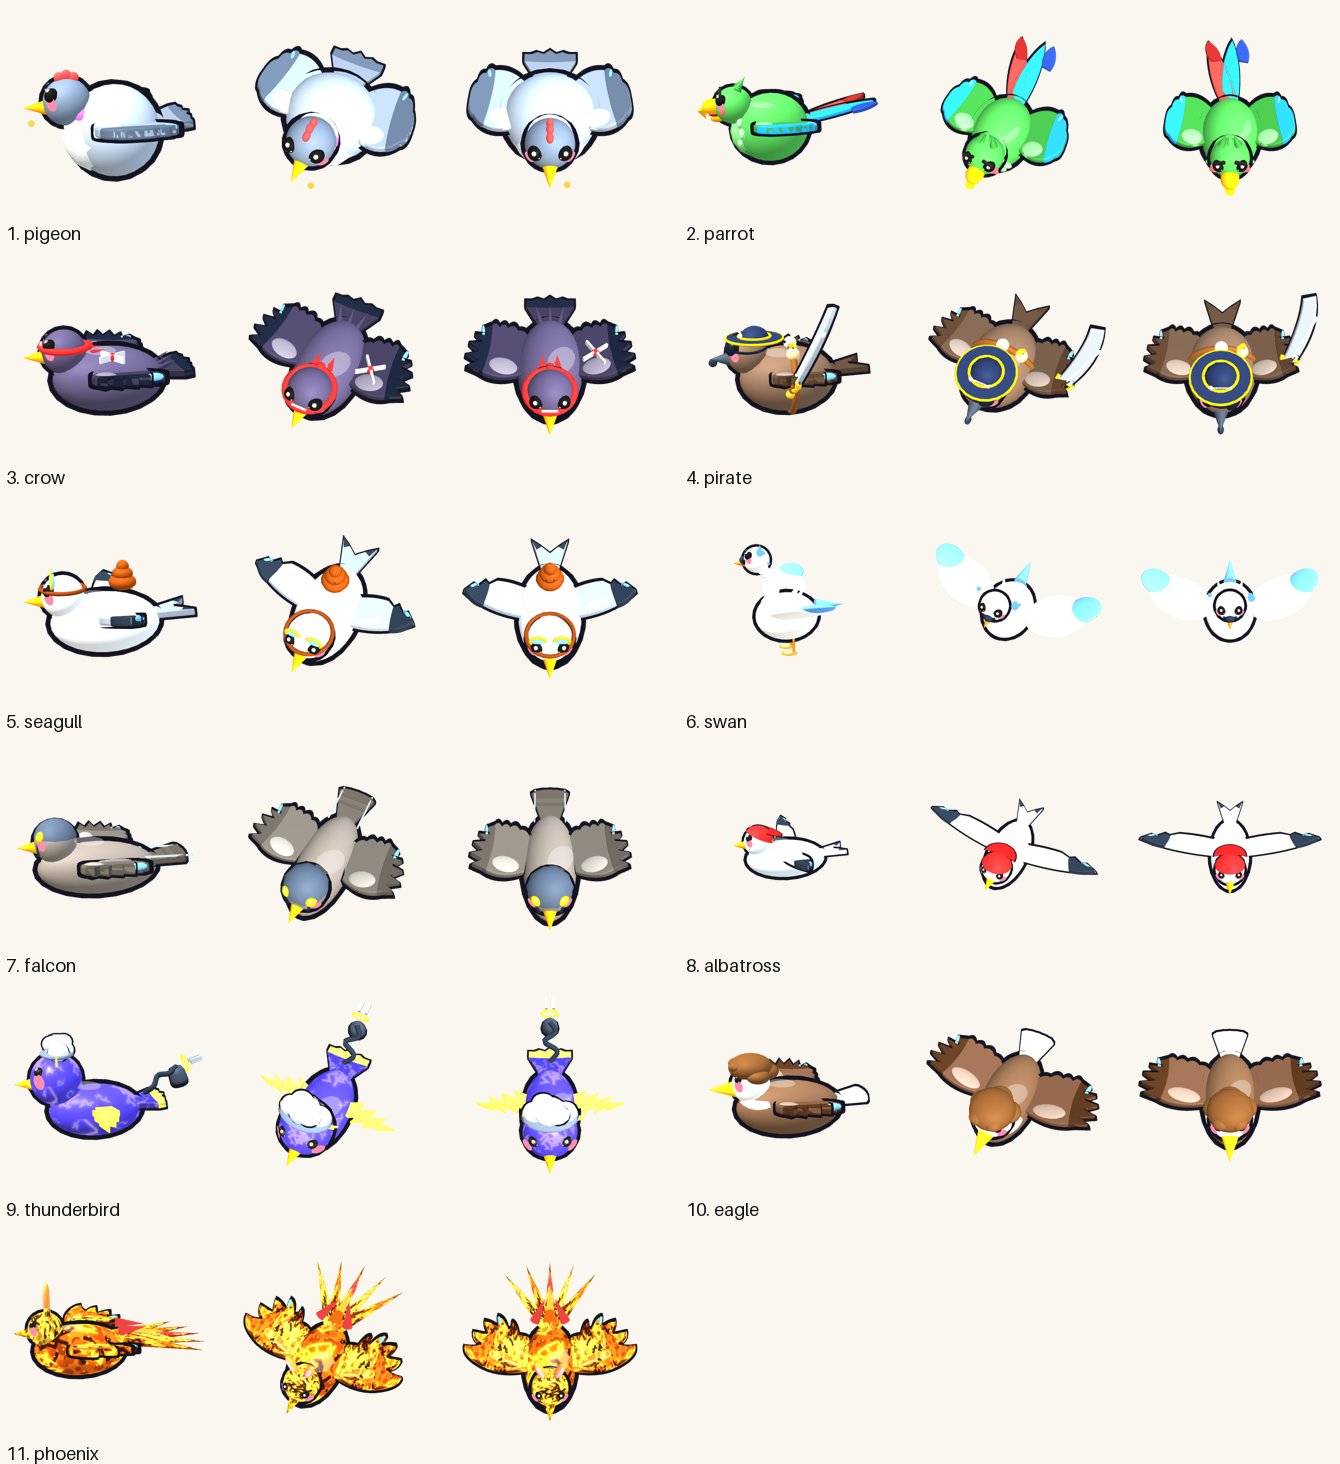 1. pigeon
2. parrot
3. crow
4. pirate
5. seagull
6. swan
7. falcon
8. albatross
9. thunderbird
10. eagle
11. phoenix